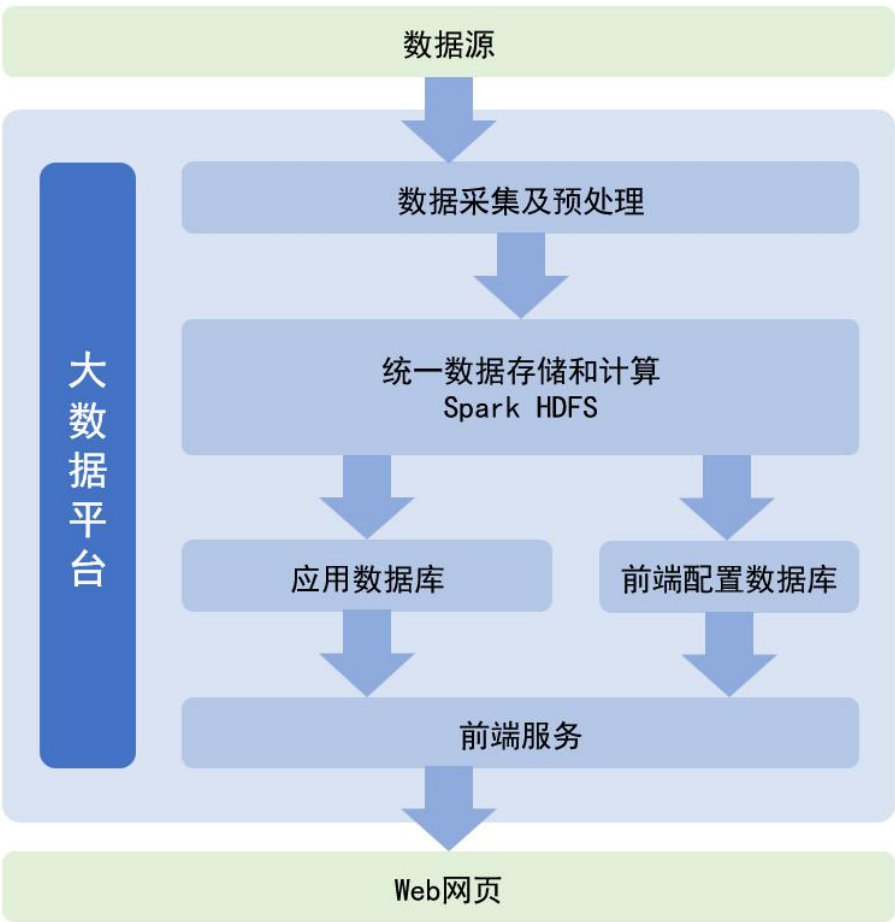 数据源
大数据平台
数据采集及预处理
统一数据存储和计算
Spark HDFS
应用数据库
前端配置数据库
前端服务
Web网页